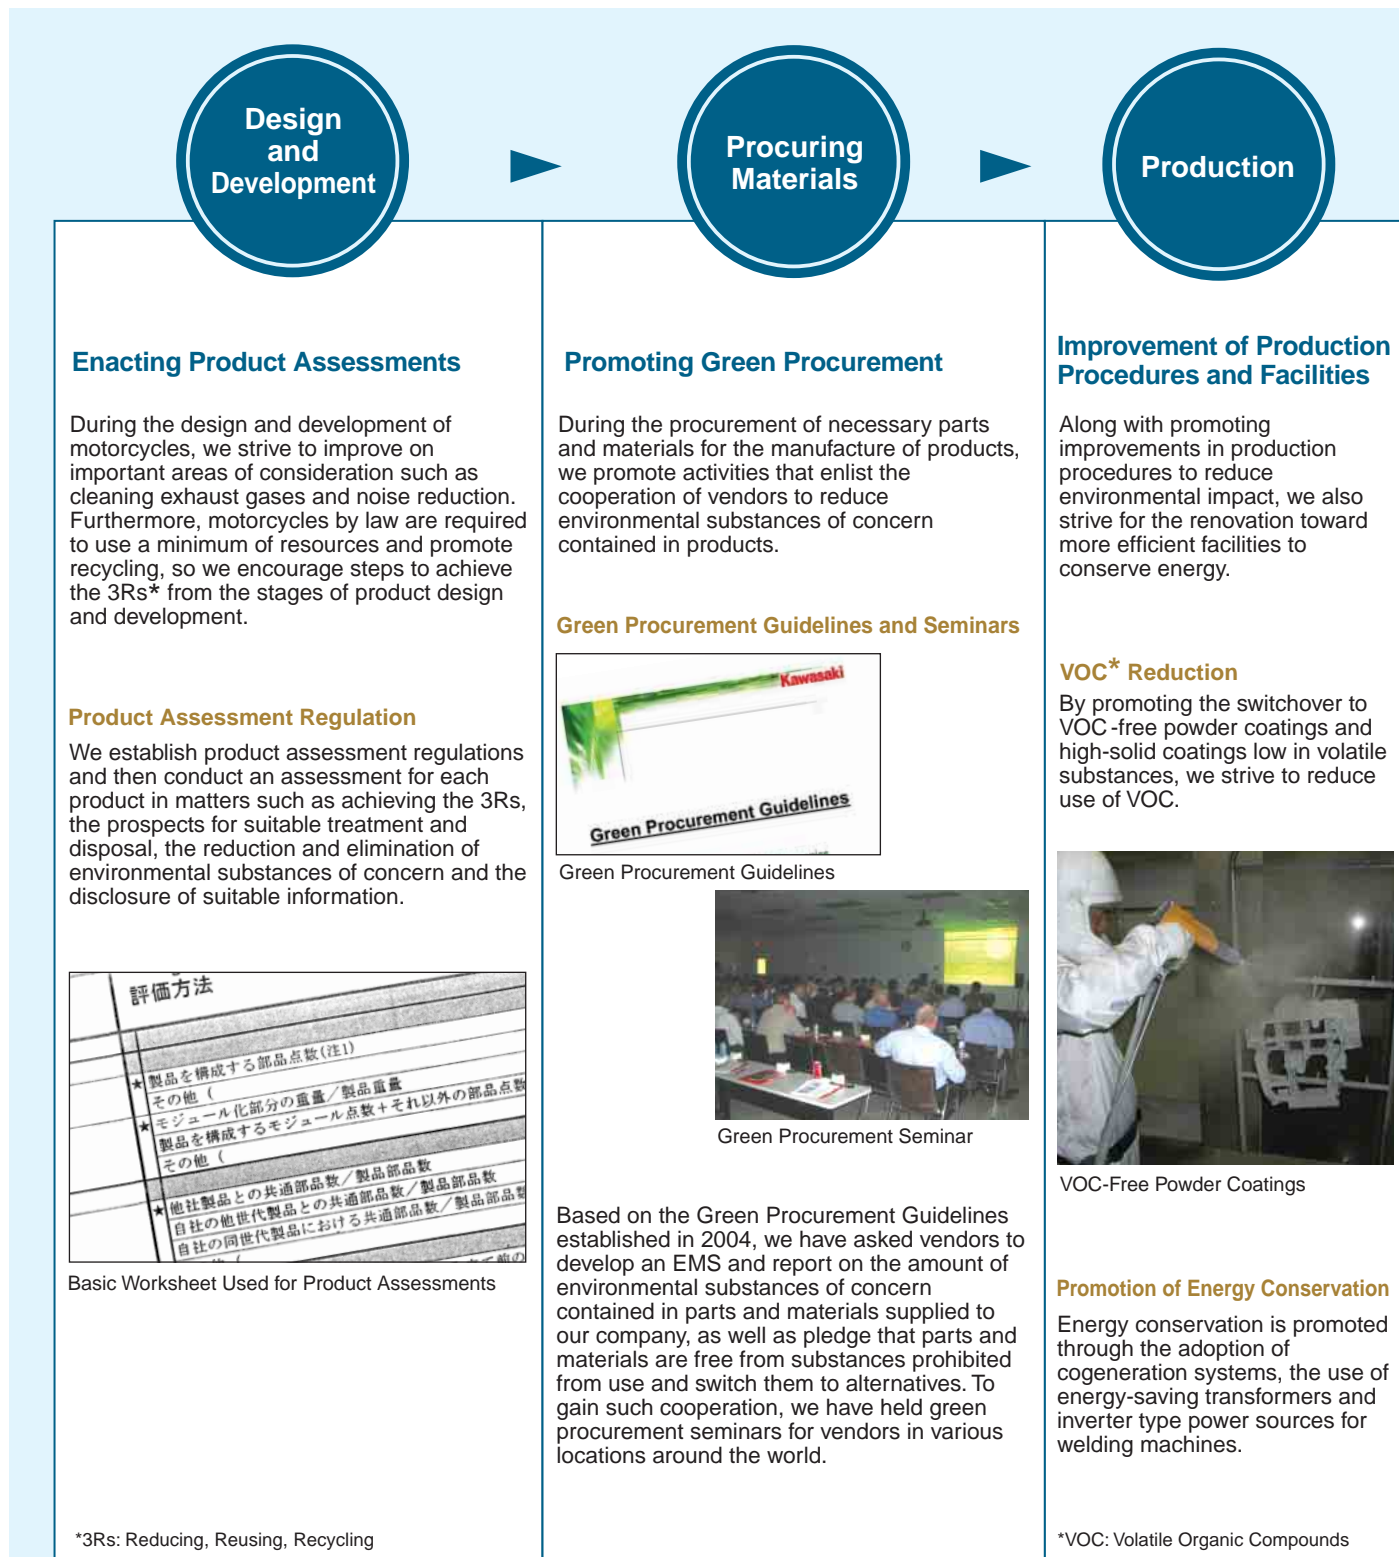 Design
and
Development
Procuring
Materials
Production
Enacting Product Assessments
During the design and development of
motorcycles, we strive to improve on
important areas of consideration such as
cleaning exhaust gases and noise reduction.
Furthermore, motorcycles by law are required
to use a minimum of resources and promote
recycling, so we encourage steps to achieve
the 3Rs* from the stages of product design
and development.
Product Assessment Regulation
We establish product assessment regulations
and then conduct an assessment for each
product in matters such as achieving the 3Rs,
the prospects for suitable treatment and
disposal, the reduction and elimination of
environmental substances of concern and the
disclosure of suitable information.
評価方法
★製品を構成する部品点数(注1)
その他 (
★モジュール化部分の重量/製品重量
製品を構成するモジュール点数+それ以外の部品点数
その他 (
★他社製品との共通部品数/製品部品数
自社の他世代製品との共通部品数/製品部品数
自社の同世代製品における共通部品数/製品部品数
Basic Worksheet Used for Product Assessments
*3Rs: Reducing, Reusing, Recycling
Promoting Green Procurement
During the procurement of necessary parts
and materials for the manufacture of products,
we promote activities that enlist the
cooperation of vendors to reduce
environmental substances of concern
contained in products.
Green Procurement Guidelines and Seminars
Kawasaki
Green Procurement Guidelines
Green Procurement Guidelines
Green Procurement Seminar
Based on the Green Procurement Guidelines
established in 2004, we have asked vendors to
develop an EMS and report on the amount of
environmental substances of concern
contained in parts and materials supplied to
our company, as well as pledge that parts and
materials are free from substances prohibited
from use and switch them to alternatives. To
gain such cooperation, we have held green
procurement seminars for vendors in various
locations around the world.
Improvement of Production
Procedures and Facilities
Along with promoting
improvements in production
procedures to reduce
environmental impact, we also
strive for the renovation toward
more efficient facilities to
conserve energy.
VOC* Reduction
By promoting the switchover to
VOC-free powder coatings and
high-solid coatings low in volatile
substances, we strive to reduce
use of VOC.
VOC-Free Powder Coatings
Promotion of Energy Conservation
Energy conservation is promoted
through the adoption of
cogeneration systems, the use of
energy-saving transformers and
inverter type power sources for
welding machines.
*VOC: Volatile Organic Compounds